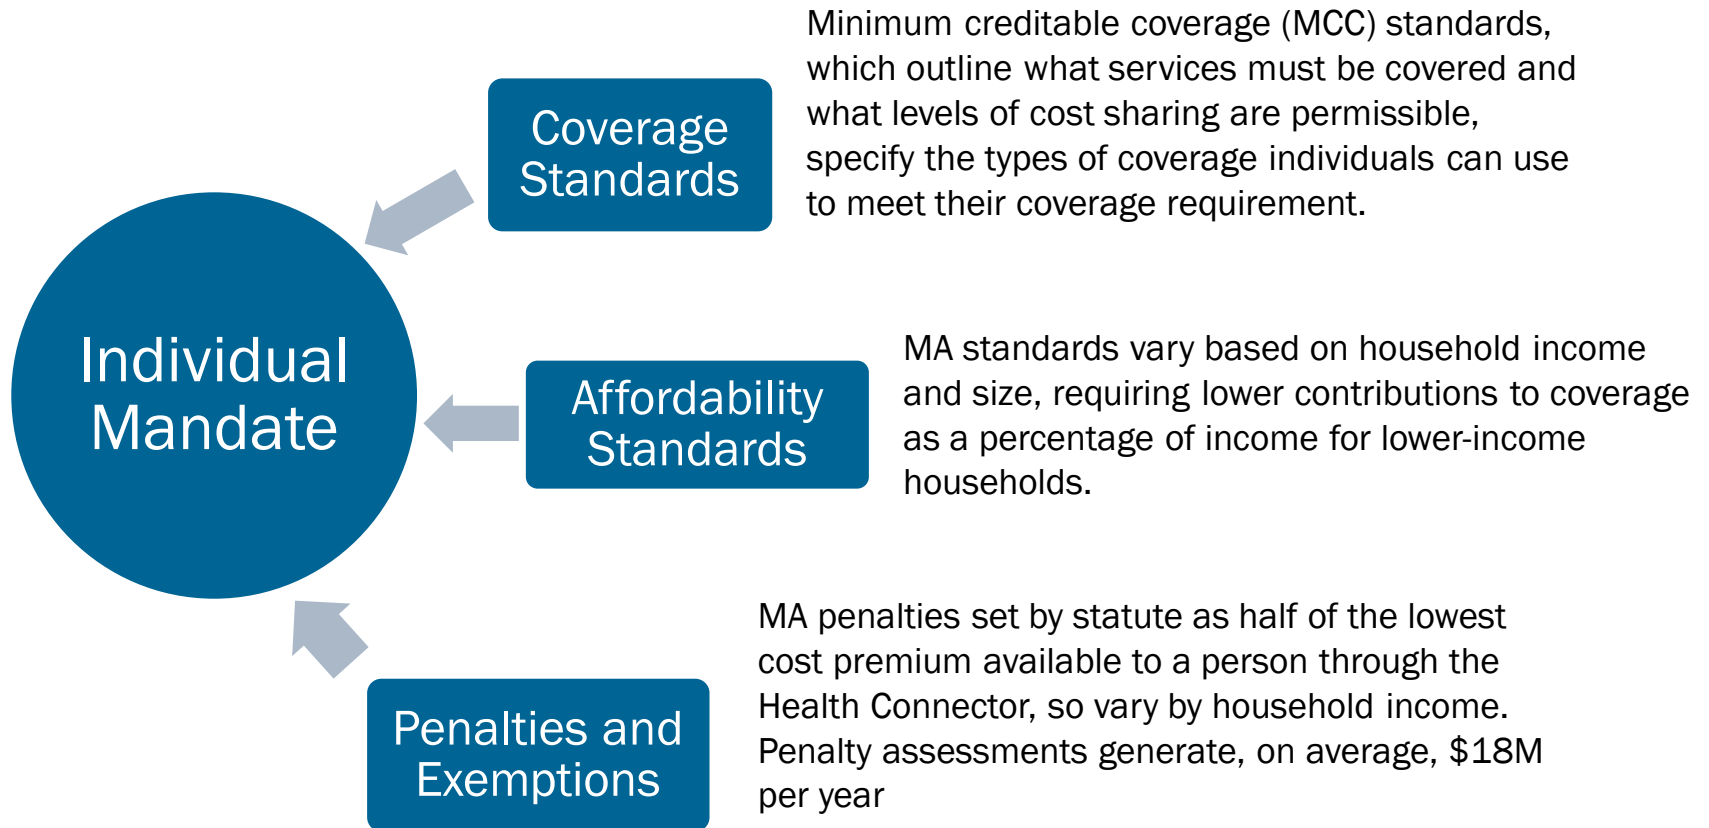 Individual
Mandate
Coverage
Standards
Minimum creditable coverage (MCC) standards,
which outline what services must be covered and
what levels of cost sharing are permissible,
specify the types of coverage individuals can use
to meet their coverage requirement.
Affordability
Standards
MA standards vary based on household income
and size, requiring lower contributions to coverage
as a percentage of income for lower-income
households.
Penalties and
Exemptions
MA penalties set by statute as half of the lowest
cost premium available to a person through the
Health Connector, so vary by household income.
Penalty assessments generate, on average, $18M
per year